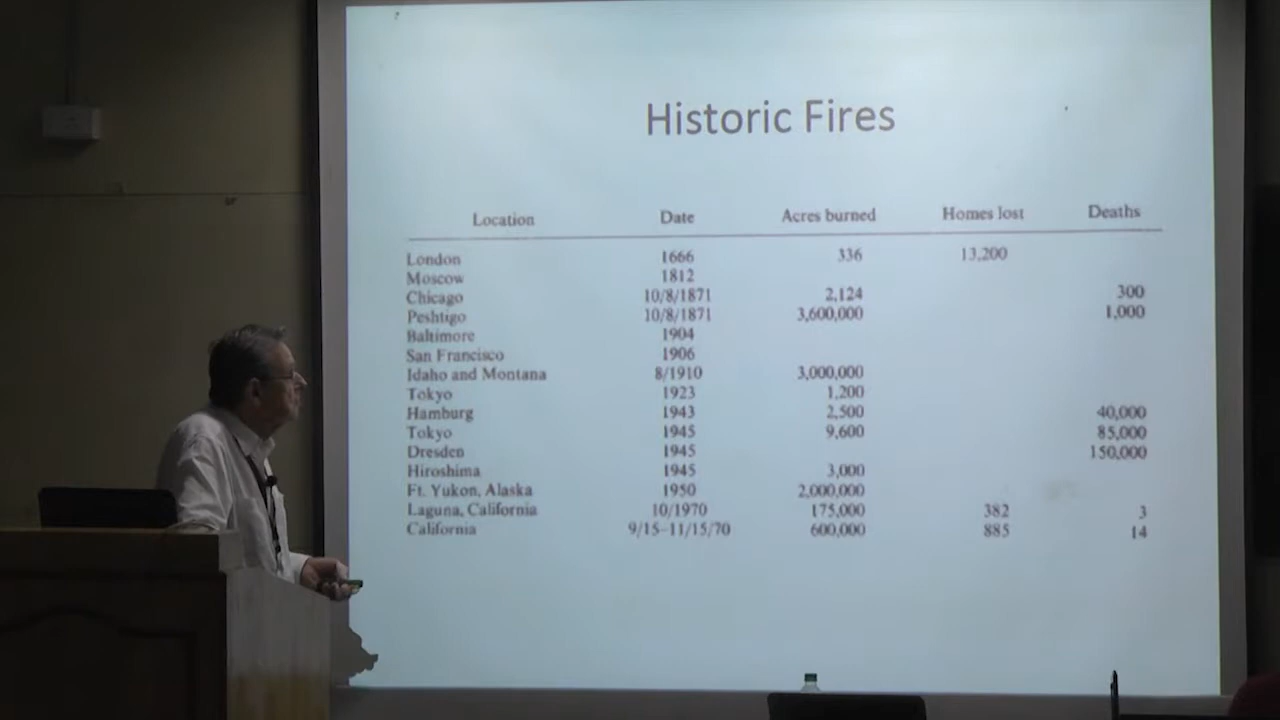 Historic Fires
Location Date Acres burned Homes lost Deaths
London 1666 336 13,200
Moscow 1812
Chicago 10/8/1871 2,124 300
Peshtigo 10/8/1871 3,600,000 1,000
Baltimore 1904
San Francisco 1906
Idaho and Montana 8/1910 3,000,000
Tokyo 1923 1,200
Hamburg 1943 2,500 40,000
Tokyo 1945 9,600 85,000
Dresden 1945 150,000
Hiroshima 1945 3,000
Ft. Yukon, Alaska 1950 2,000,000
Laguna, California 10/1970 175,000 382 3
California 9/15–11/15/70 600,000 885 14